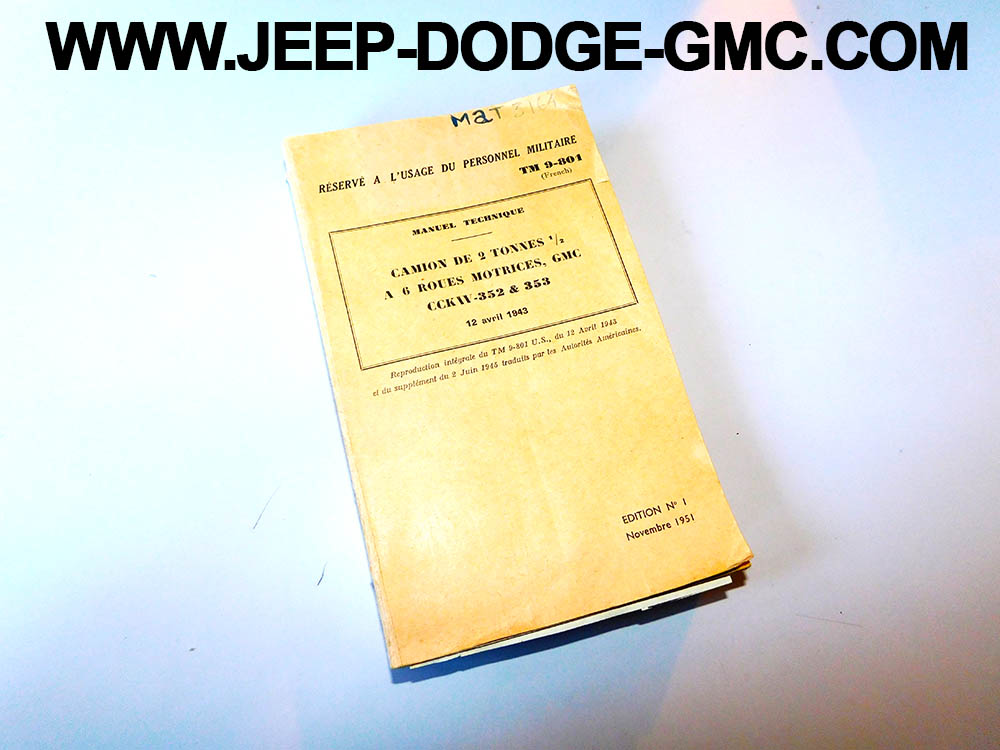 WWW.JEEP-DODGE-GMC.COM
MaT
RÉSERVÉ A L'USAGE DU PERSONNEL MILITAIRE
TM 9-801
(French)
MANUEL TECHNIQUE
CAMION DE 2 TONNES 1/2
A 6 ROUES MOTRICES, GMC
CCKW-352 & 353
12 avril 1943
Reproduction intégrale du TM 9-801 U.S., du 12 Avril 1943
et du supplément du 2 Juin 1945 traduits par les Autorités Américaines.
EDITION N° 1
Novembre 1951